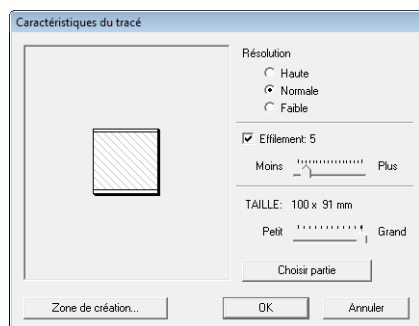 Caractéristiques du tracé
Résolution
Haute
Normale
Faible
Effilement: 5
Moins Plus
TAILLE: 100 x 91 mm
Petit Grand
Choisir partie
Zone de création... OK Annuler